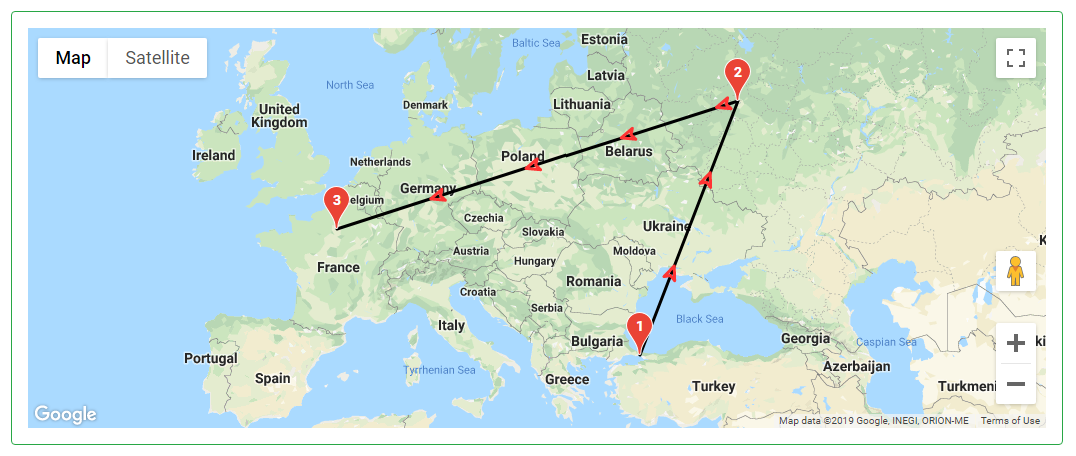 Map
Satellite
Estonia
Baltic Sea
Latvia
2
North Sea
Denmark
Lithuania
United
Kingdom
Ireland
Netherlands
Poland
Belarus
Germany
3
elgium
Czechia
Ukraine
Slovakia
K
Austria
Moldova
France
Hungary
Romania
Croatia
Serbia
Black Sea
1
Italy
Bulgaria
Georgia
Caspian Sea
ki
Portugal
Azerbaijan
Tyrrhenian Sea
Spain
Greece
Turkey
Turkmeni
Google
Map data ©2019 Google, INEGI, ORION-ME
Terms of Use